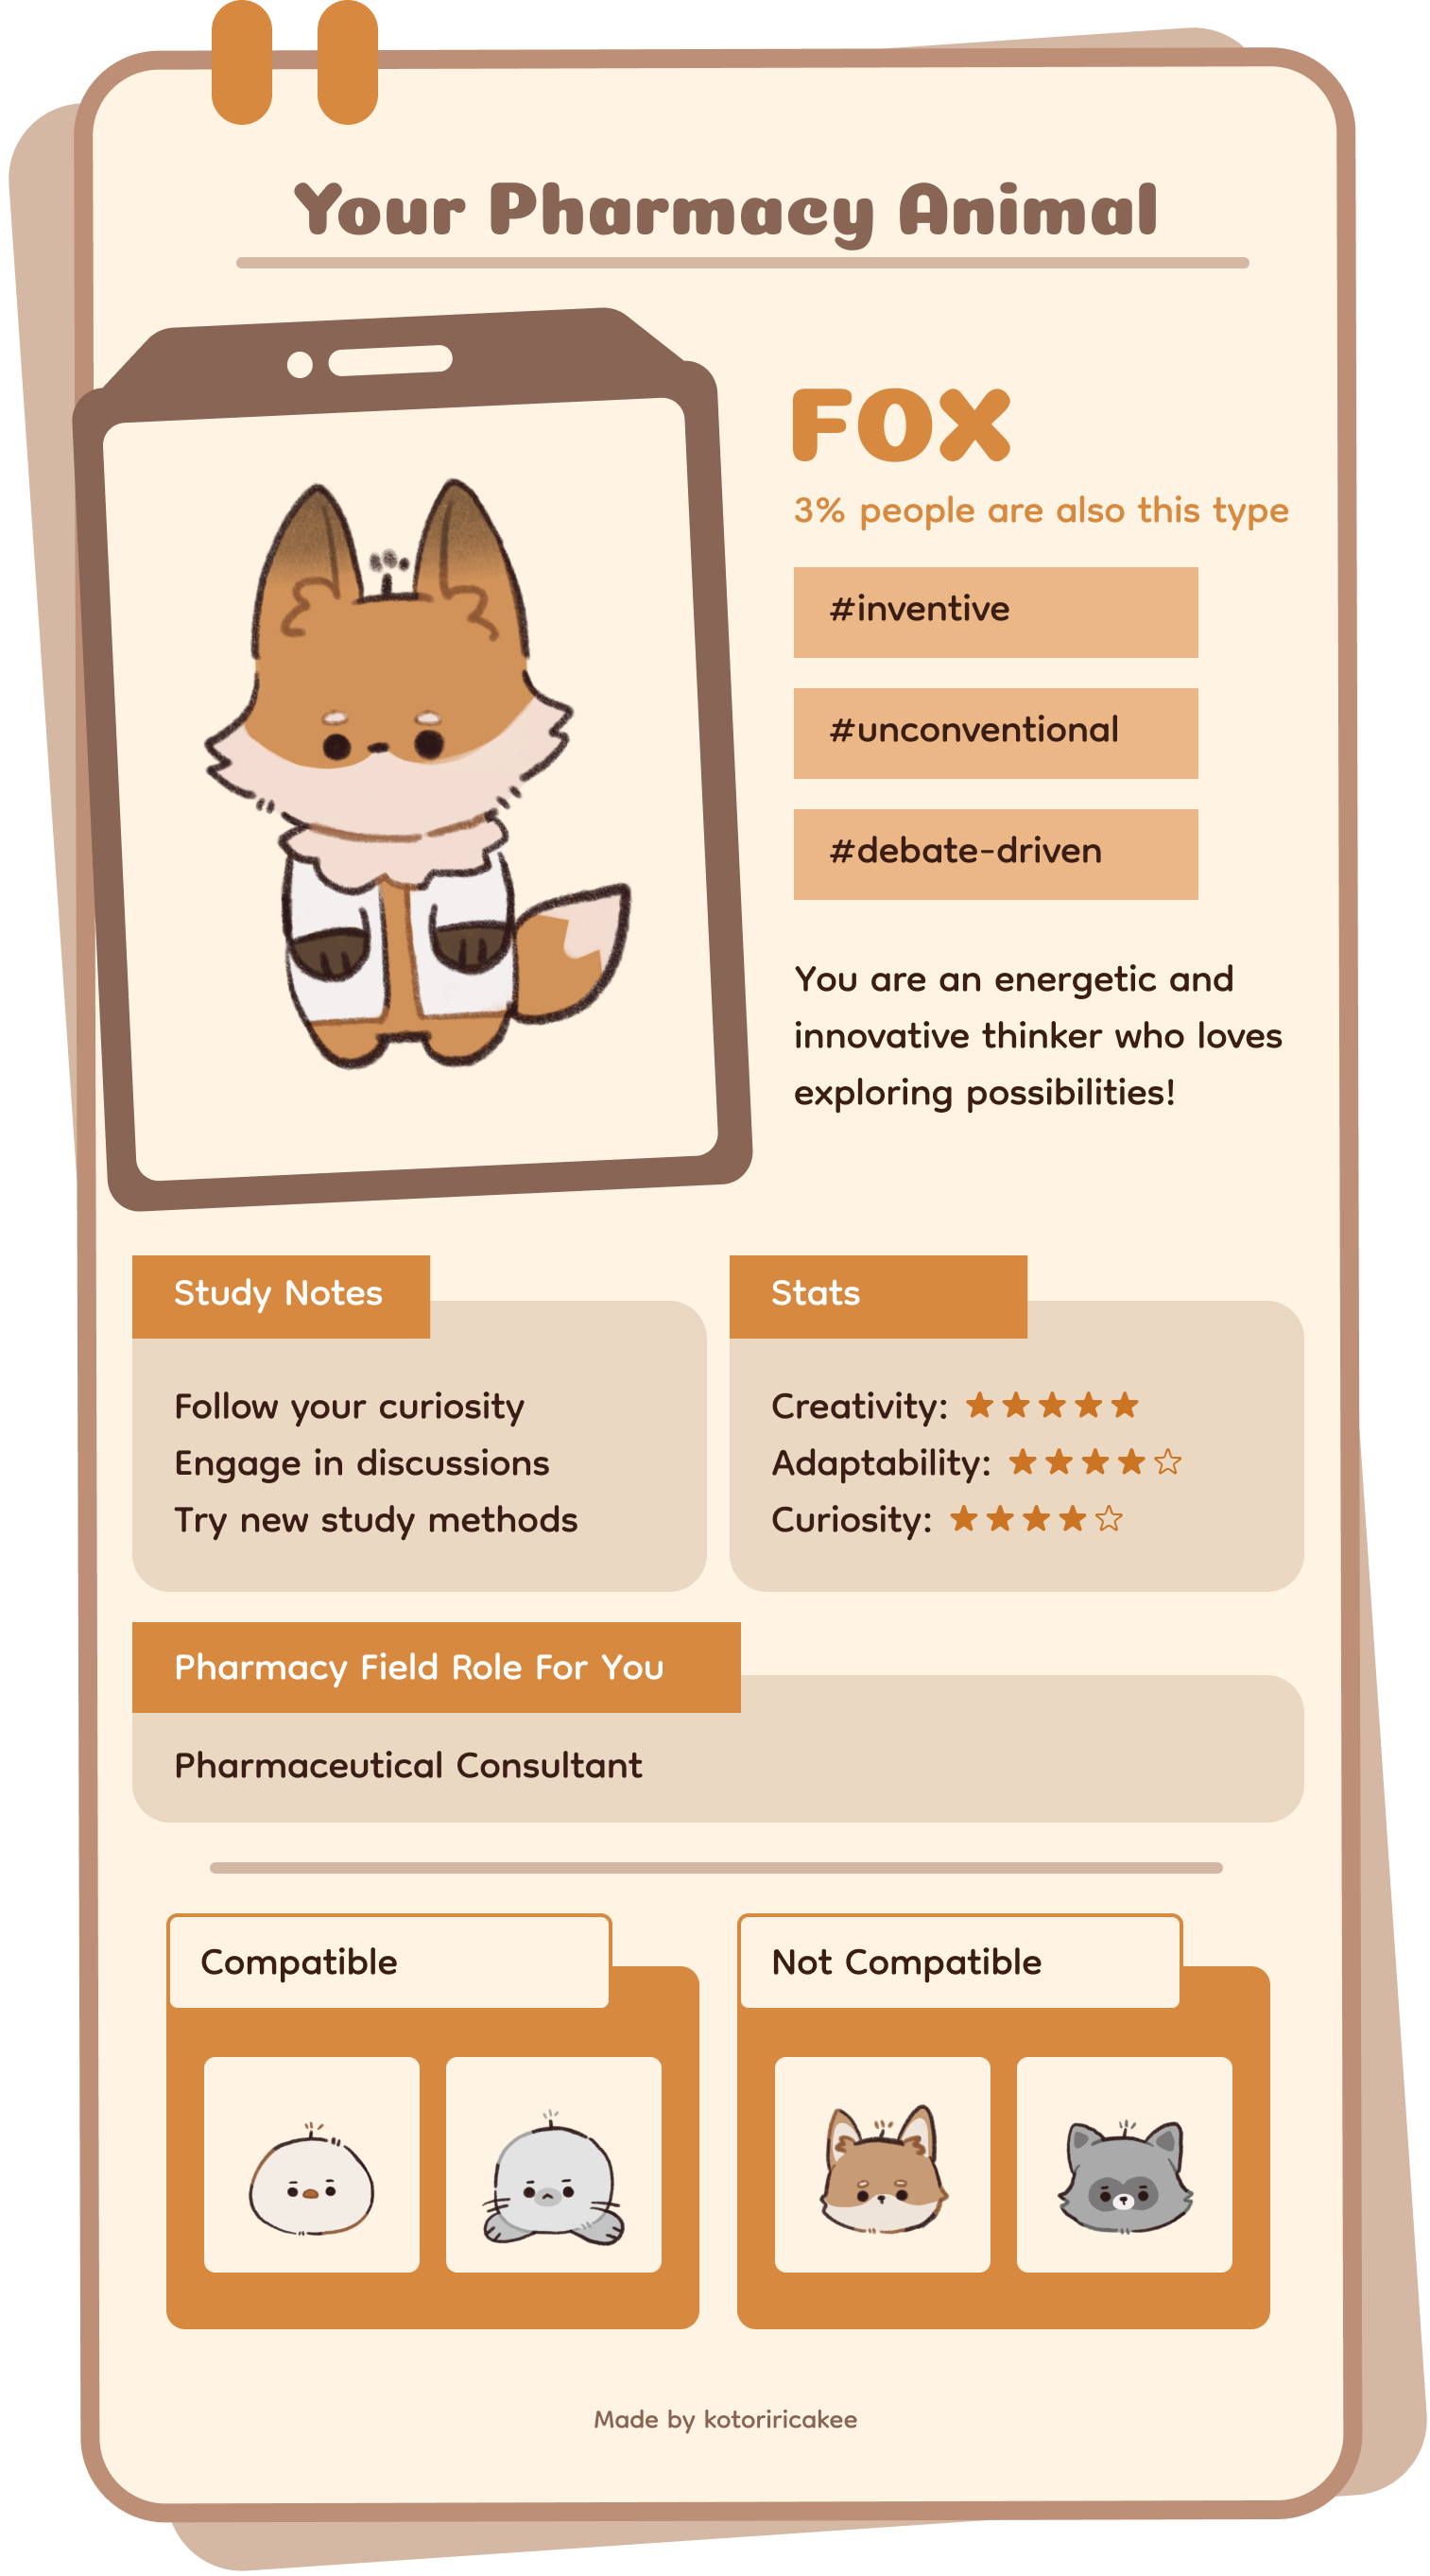 Your Pharmacy Animal
FOX
3% people are also this type
#inventive
#unconventional
#debate-driven
You are an energetic and
innovative thinker who loves
exploring possibilities!
Study Notes
Follow your curiosity
Engage in discussions
Try new study methods
Stats
Creativity: ★★★★★
Adaptability: ★★★★☆
Curiosity: ★★★★☆
Pharmacy Field Role For You
Pharmaceutical Consultant
Compatible
Not Compatible
Made by kotoriricakee